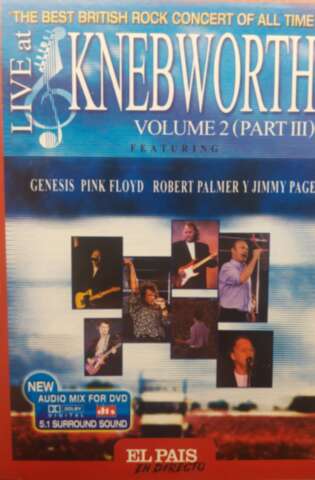 THE BEST BRITISH ROCK CONCERT OF ALL TIME
LIVE at
KNEBWORTH
VOLUME 2 (PART III)
FEATURING
GENESIS PINK FLOYD ROBERT PALMER Y JIMMY PAGE
NEW
AUDIO MIX FOR DVD
DOLBY DIGITAL dts
5.1 SURROUND SOUND
EL PAIS
EN DIRECTO